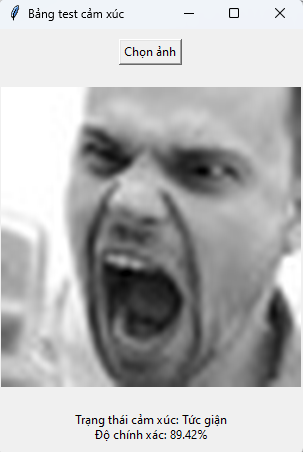 Bảng test cảm xúc
Chọn ảnh
Trạng thái cảm xúc: Tức giận
Độ chính xác: 89.42%